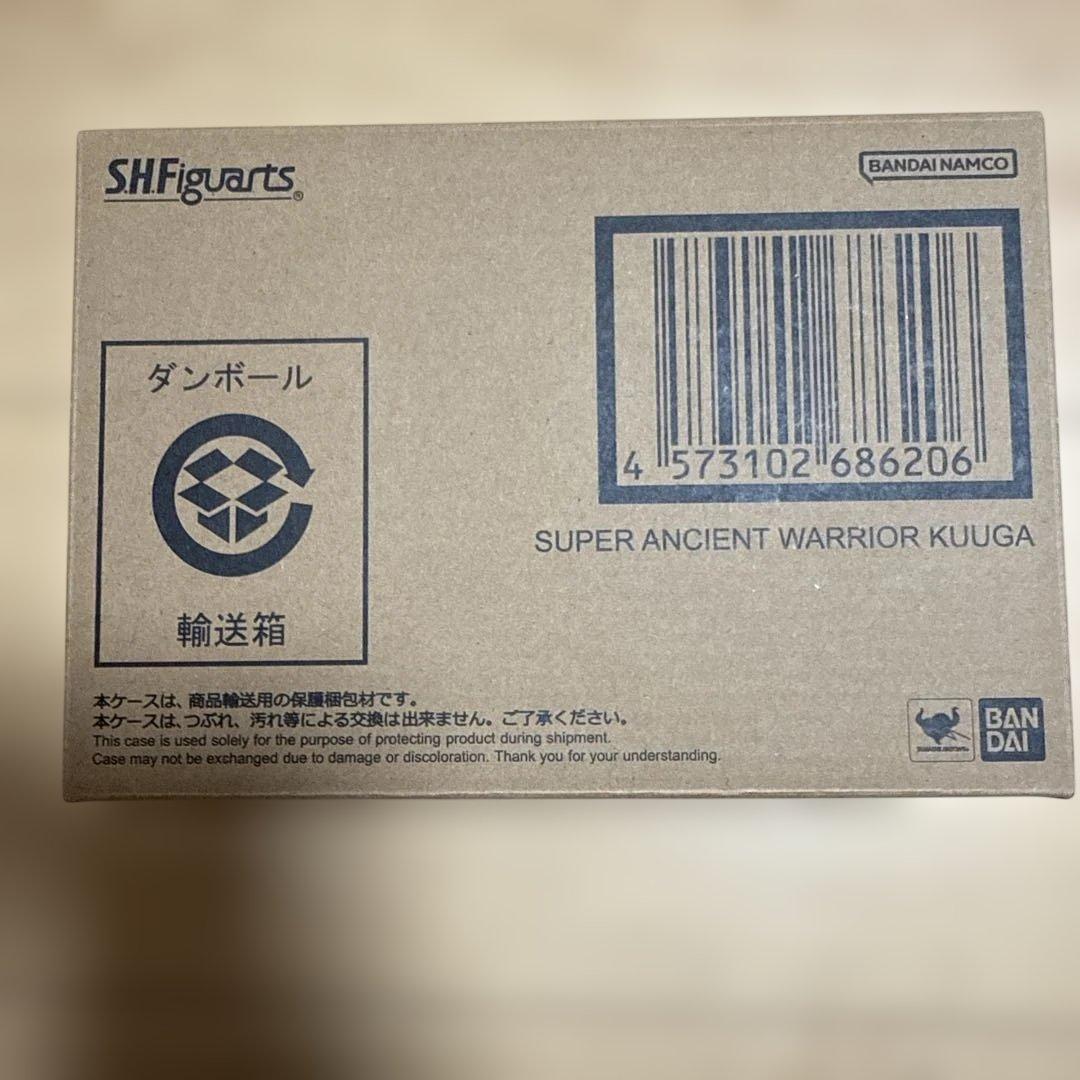 S.H.Figuarts®
BANDAI NAMCO
4 573102 686206
SUPER ANCIENT WARRIOR KUUGA
ダンボール
輸送箱
本ケースは、商品輸送用の保護梱包材です。
本ケースは、つぶれ、汚れ等による交換は出来ません。ご了承ください。
This case is used solely for the purpose of protecting product during shipment.
Case may not be exchanged due to damage or discoloration. Thank you for your understanding.
BAN
DAI